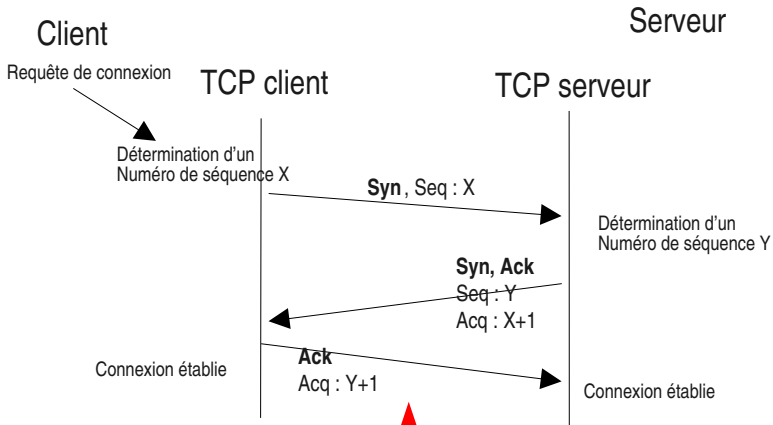 Client
Serveur
Requête de connexion
TCP client
TCP serveur
Détermination d'un
Numéro de séquence X
Syn , Seq : X
Détermination d'un
Numéro de séquence Y
Syn, Ack
Seq : Y
Acq : X+1
Connexion établie
Ack
Acq : Y+1
Connexion établie